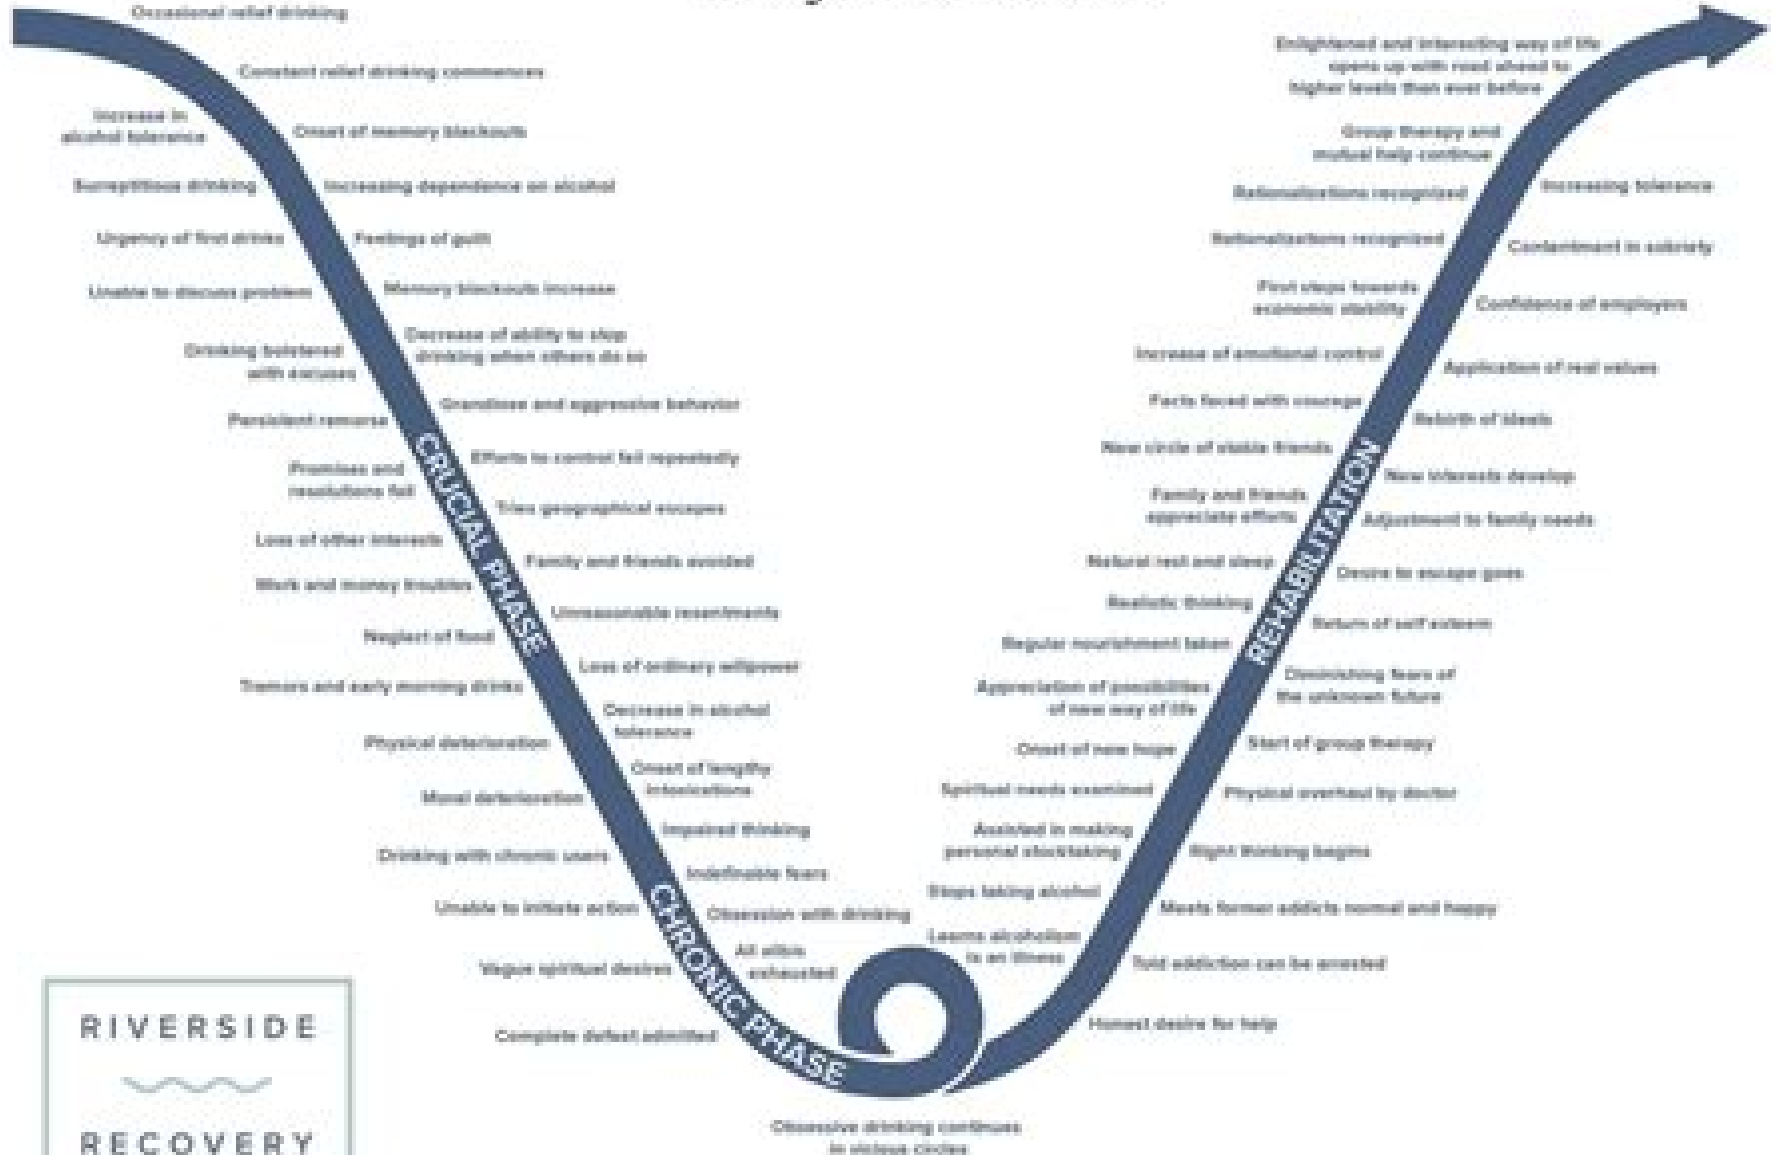 Occasional relief drinking
Constant relief drinking commences
Increase in
alcohol tolerance
Onset of memory blackouts
Surreptitious drinking
Increasing dependence on alcohol
Urgency of first drinks
Feelings of guilt
Unable to discuss problem
Memory blackouts increase
Drinking bolstered
with excuses
Decrease of ability to stop
drinking when others do so
Persistent remorse
Grandiose and aggressive behavior
Promises and
resolutions fail
Efforts to control fail repeatedly
Tries geographical escapes
Loss of other interests
Family and friends avoided
Work and money troubles
Unreasonable resentments
Neglect of food
Loss of ordinary willpower
Tremors and early morning drinks
Decrease in alcohol
tolerance
Physical deterioration
Onset of lengthy
intoxications
Moral deterioration
Impaired thinking
Drinking with chronic users
Indefinable fears
Unable to initiate action
Obsession with drinking
Vague spiritual desires
All alibis
exhausted
Complete defeat admitted
CRUCIAL PHASE
CHRONIC PHASE
Obsessive drinking continues
in vicious circles
Enlightened and interesting way of life
opens up with road ahead to
higher levels than ever before
Group therapy and
mutual help continue
Increasing tolerance
Rationalizations recognized
Rationalizations recognized
Contentment in sobriety
First steps towards
economic stability
Confidence of employers
Increase of emotional control
Application of real values
Facts faced with courage
Rebirth of ideals
New circle of stable friends
New interests develop
Family and friends
appreciate efforts
Adjustment to family needs
Natural rest and sleep
Desire to escape goes
Realistic thinking
Return of self esteem
Regular nourishment taken
Diminishing fears of
the unknown future
Appreciation of possibilities
of new way of life
Start of group therapy
Onset of new hope
Spiritual needs examined
Physical overhaul by doctor
Assisted in making
personal stocktaking
Right thinking begins
Stops taking alcohol
Meets former addicts normal and happy
Learns alcoholism
is an illness
Told addiction can be arrested
Honest desire for help
REHABILITATION
RIVERSIDE
RECOVERY